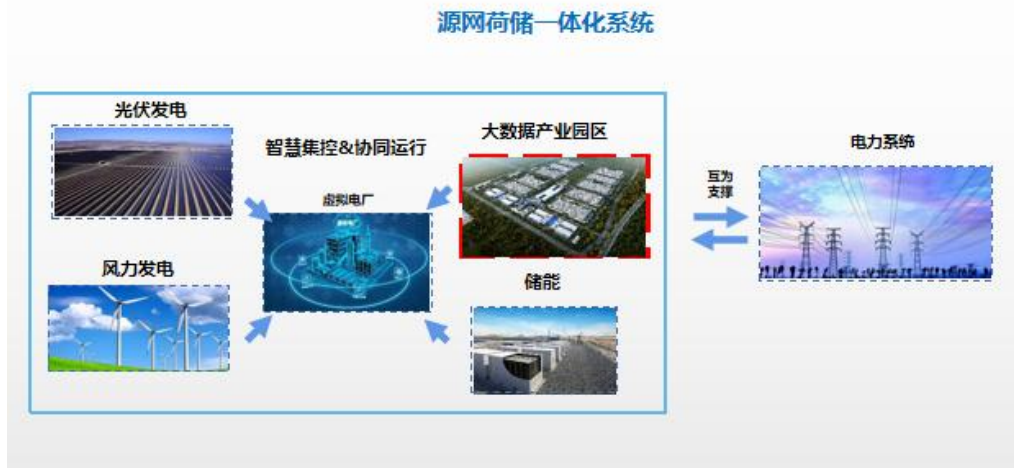 源网荷储一体化系统
光伏发电
智慧集控&协同运行
大数据产业园区
电力系统
互为
支撑
虚拟电厂
风力发电
储能